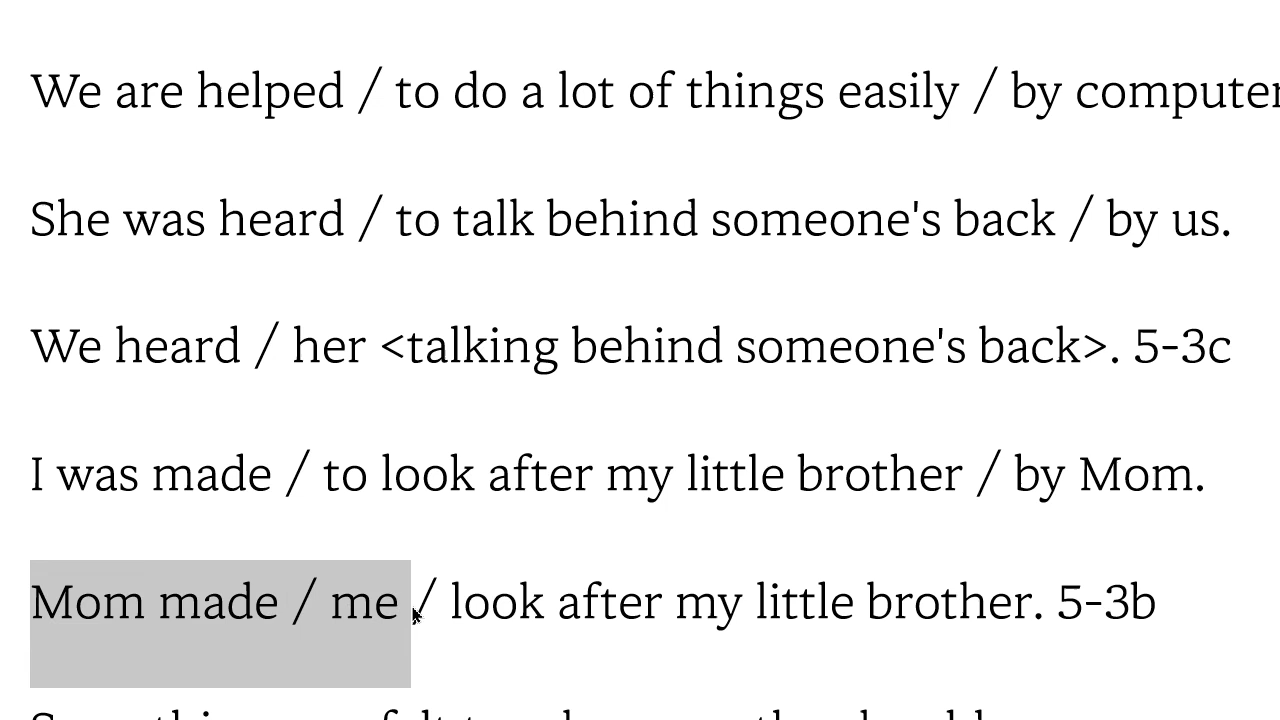 We are helped / to do a lot of things easily / by computer
She was heard / to talk behind someone's back / by us.
We heard / her <talking behind someone's back>. 5-3c
I was made / to look after my little brother / by Mom.
Mom made / me / look after my little brother. 5-3b